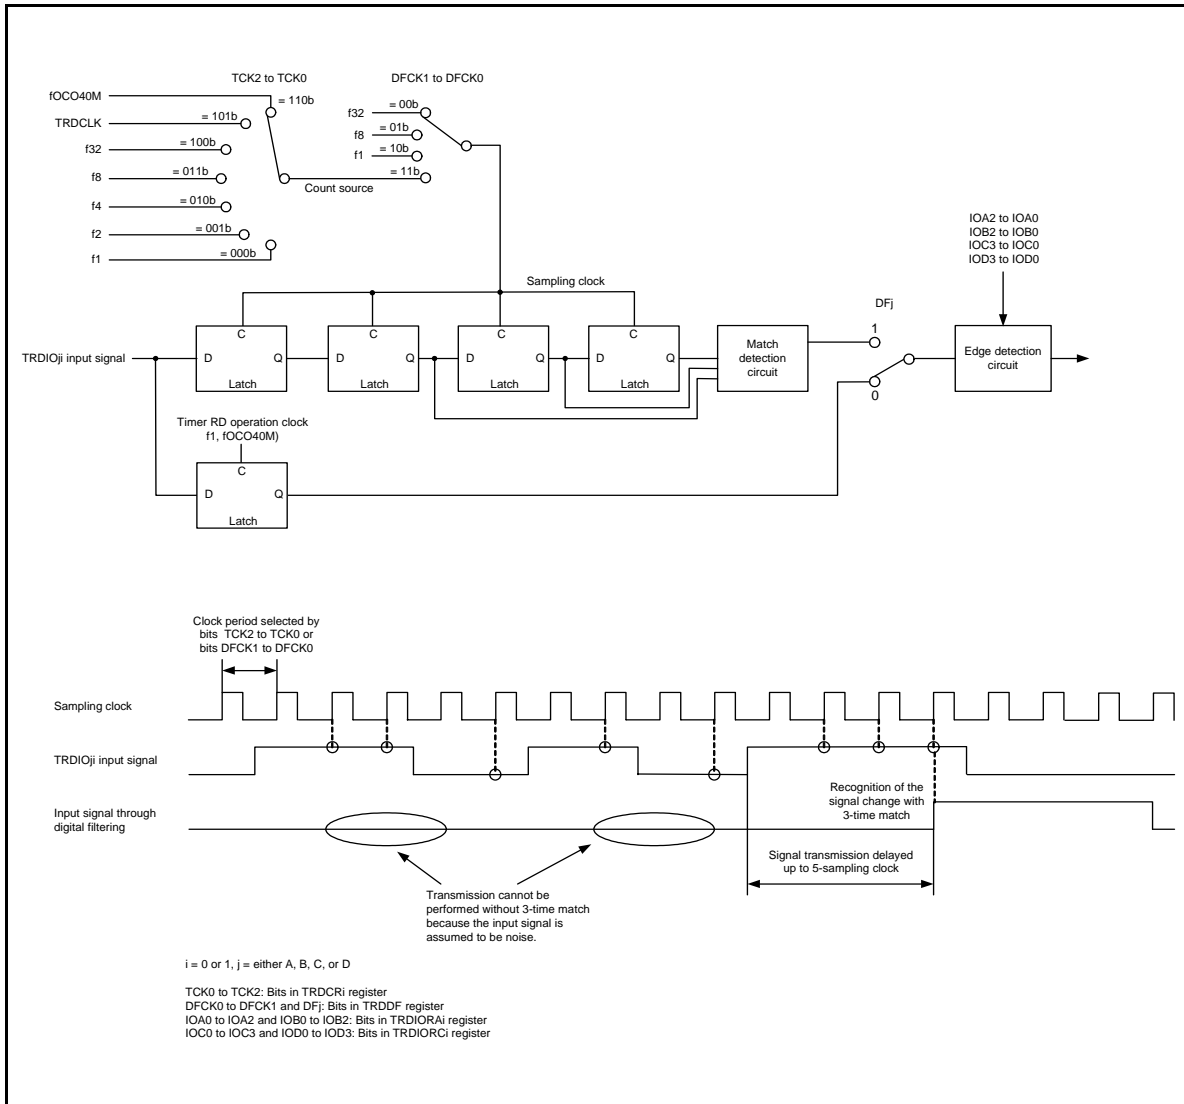 TCK2 to TCK0
DFCK1 to DFCK0
fOCO40M
= 110b
TRDCLK
= 101b
f32
= 100b
f8
= 011b
f4
= 010b
f2
= 001b
f1
= 000b
f32
= 00b
f8
= 01b
f1
= 10b
= 11b
Count source
IOA2 to IOA0
IOB2 to IOB0
IOC3 to IOC0
IOD3 to IOD0
Sampling clock
DFj
TRDIOji input signal
C
D
Q
Latch
C
D
Q
Latch
C
D
Q
Latch
C
D
Q
Latch
Match
detection
circuit
1
0
Edge detection
circuit
Timer RD operation clock
f1, fOCO40M)
C
D
Q
Latch
Clock period selected by
bits TCK2 to TCK0 or
bits DFCK1 to DFCK0
Sampling clock
TRDIOji input signal
Input signal through
digital filtering
Recognition of the
signal change with
3-time match
Signal transmission delayed
up to 5-sampling clock
Transmission cannot be
performed without 3-time match
because the input signal is
assumed to be noise.
i = 0 or 1, j = either A, B, C, or D
TCK0 to TCK2: Bits in TRDCRi register
DFCK0 to DFCK1 and DFj: Bits in TRDDF register
IOA0 to IOA2 and IOB0 to IOB2: Bits in TRDIORAi register
IOC0 to IOC3 and IOD0 to IOD3: Bits in TRDIORCi register